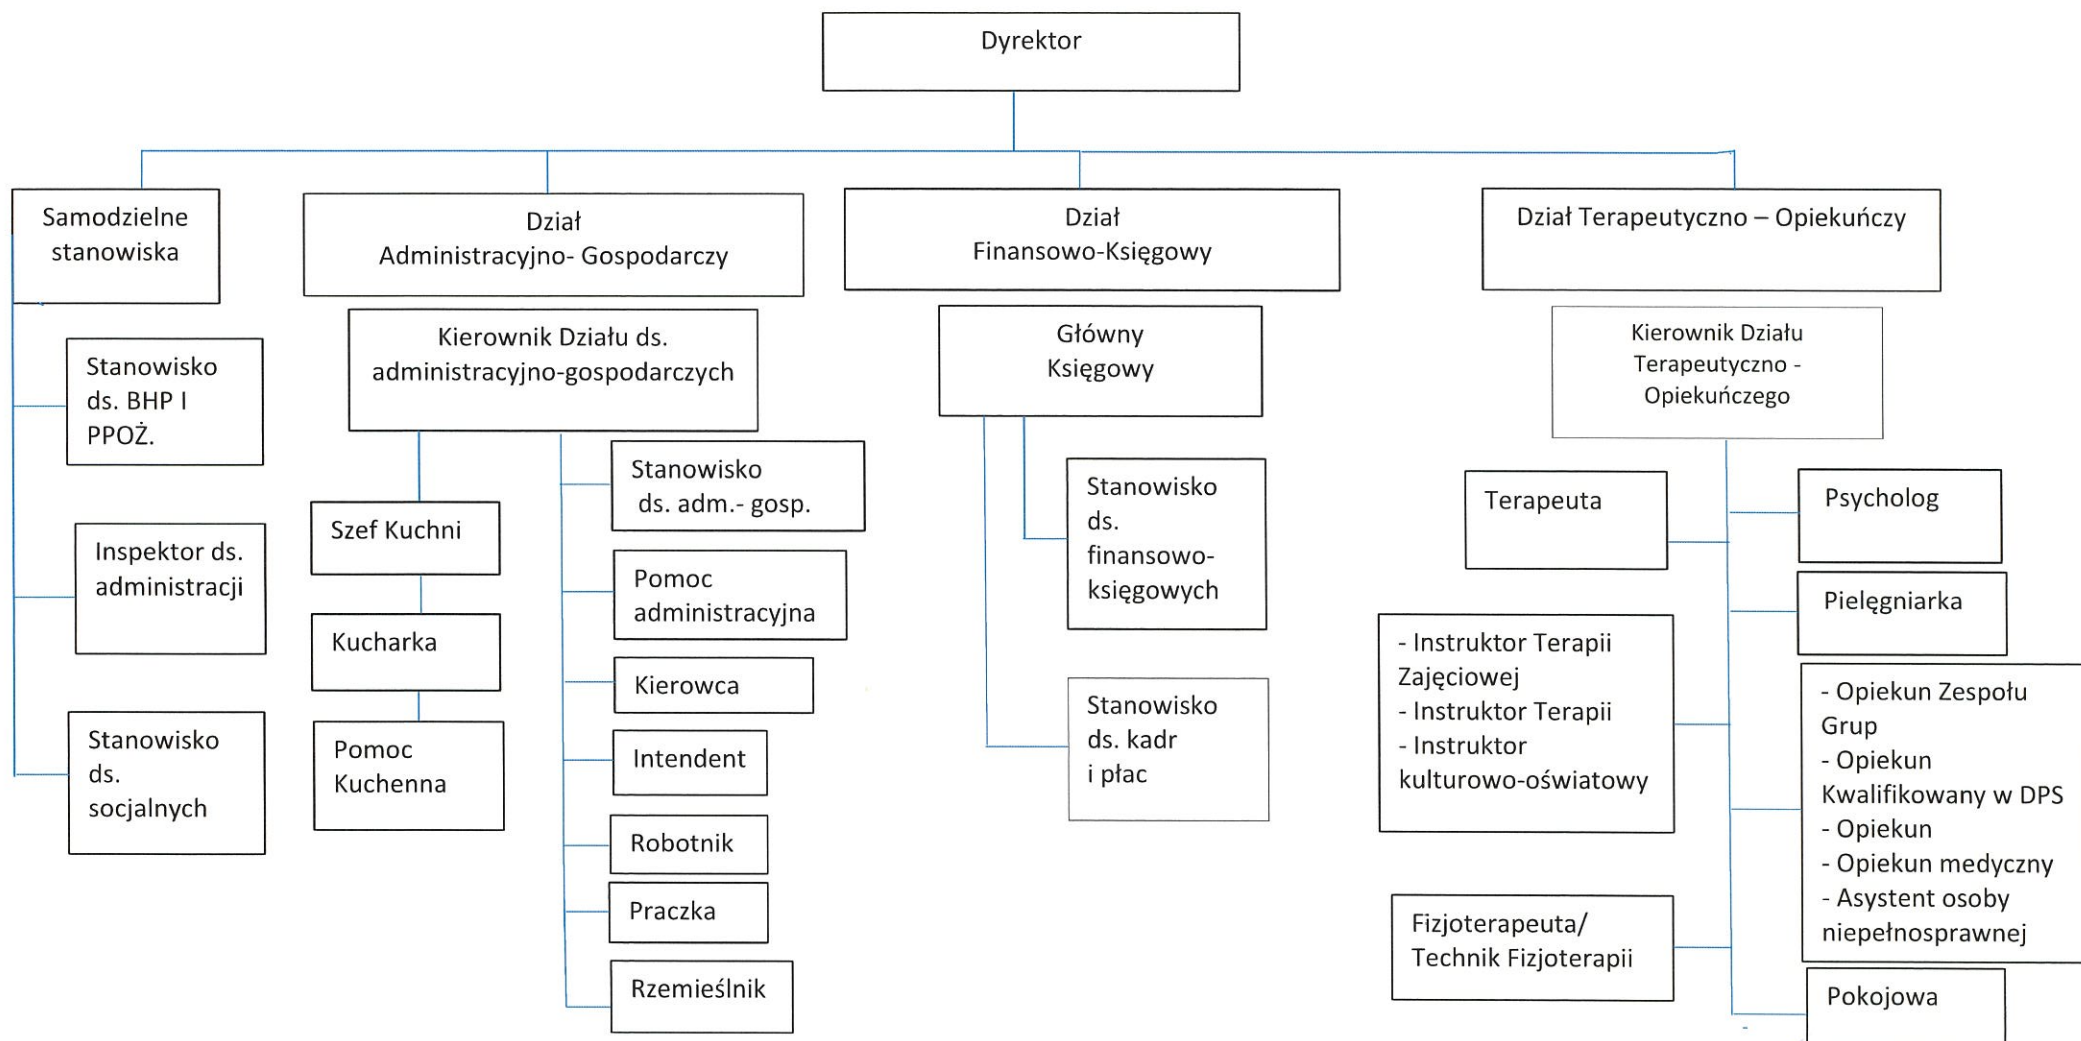 Dyrektor
Samodzielne
stanowiska
Dział
Administracyjno- Gospodarczy
Dział
Finansowo-Księgowy
Dział Terapeutyczno – Opiekuńczy
Stanowisko
ds. BHP I
PPOŻ.
Inspektor ds.
administracji
Stanowisko
ds.
socjalnych
Kierownik Działu ds.
administracyjno-gospodarczych
Szef Kuchni
Kucharka
Pomoc
Kuchenna
Stanowisko
ds. adm.- gosp.
Pomoc
administracyjna
Kierowca
Intendent
Robotnik
Praczka
Rzemieślnik
Główny
Księgowy
Stanowisko
ds.
finansowo-
księgowych
Stanowisko
ds. kadr
i płac
Kierownik Działu
Terapeutyczno -
Opiekuńczego
Terapeuta
- Instruktor Terapii
Zajęciowej
- Instruktor Terapii
- Instruktor
kulturowo-oświatowy
Fizjoterapeuta/
Technik Fizjoterapii
Psycholog
Pielęgniarka
- Opiekun Zespołu
Grup
- Opiekun
Kwalifikowany w DPS
- Opiekun
- Opiekun medyczny
- Asystent osoby
niepełnosprawnej
Pokojowa